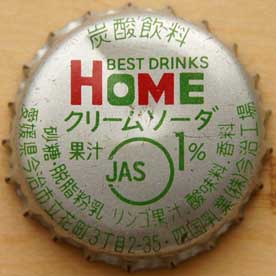 炭酸飲料
BEST DRINKS
HOME
クリームソーダ
果汁1%
JAS
砂糖・脱脂粉乳 リンゴ果汁 酸味料・香料
愛媛県今治市立花町3丁目2-35・四国乳業(株)今治工場